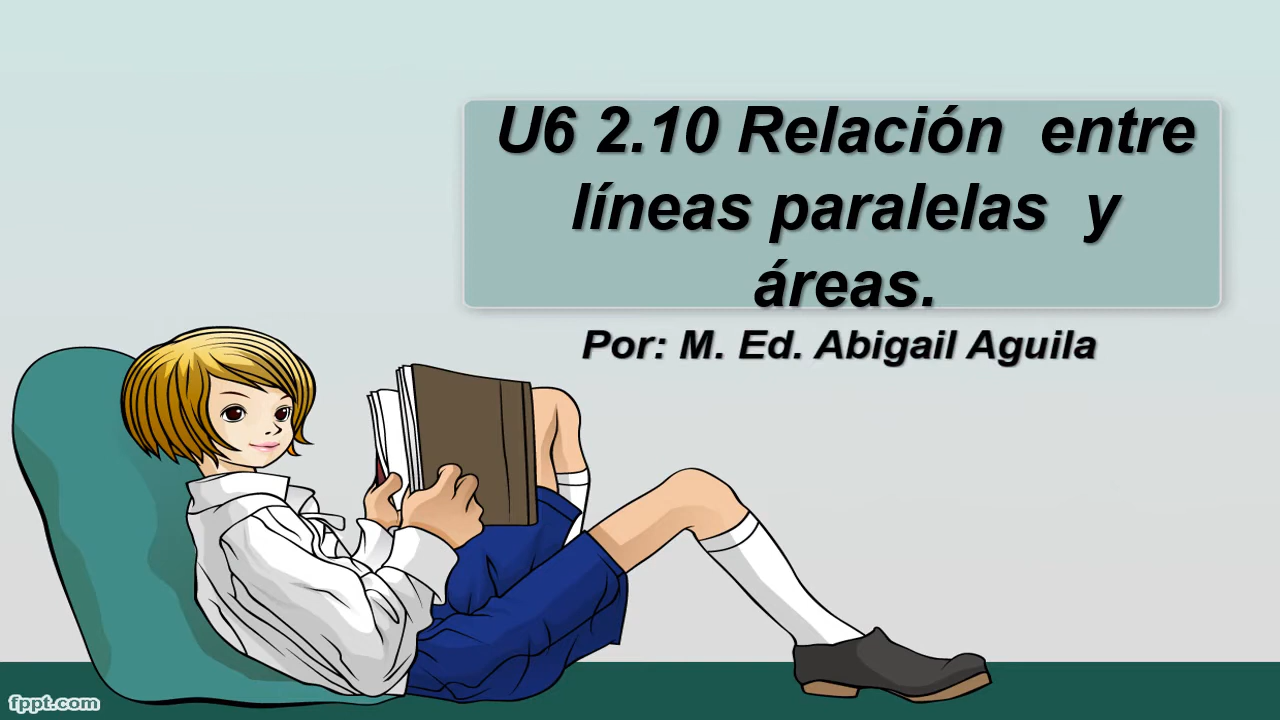 U6 2.10 Relación entre
líneas paralelas y
áreas.
Por: M. Ed. Abigail Aguila
fppt.com